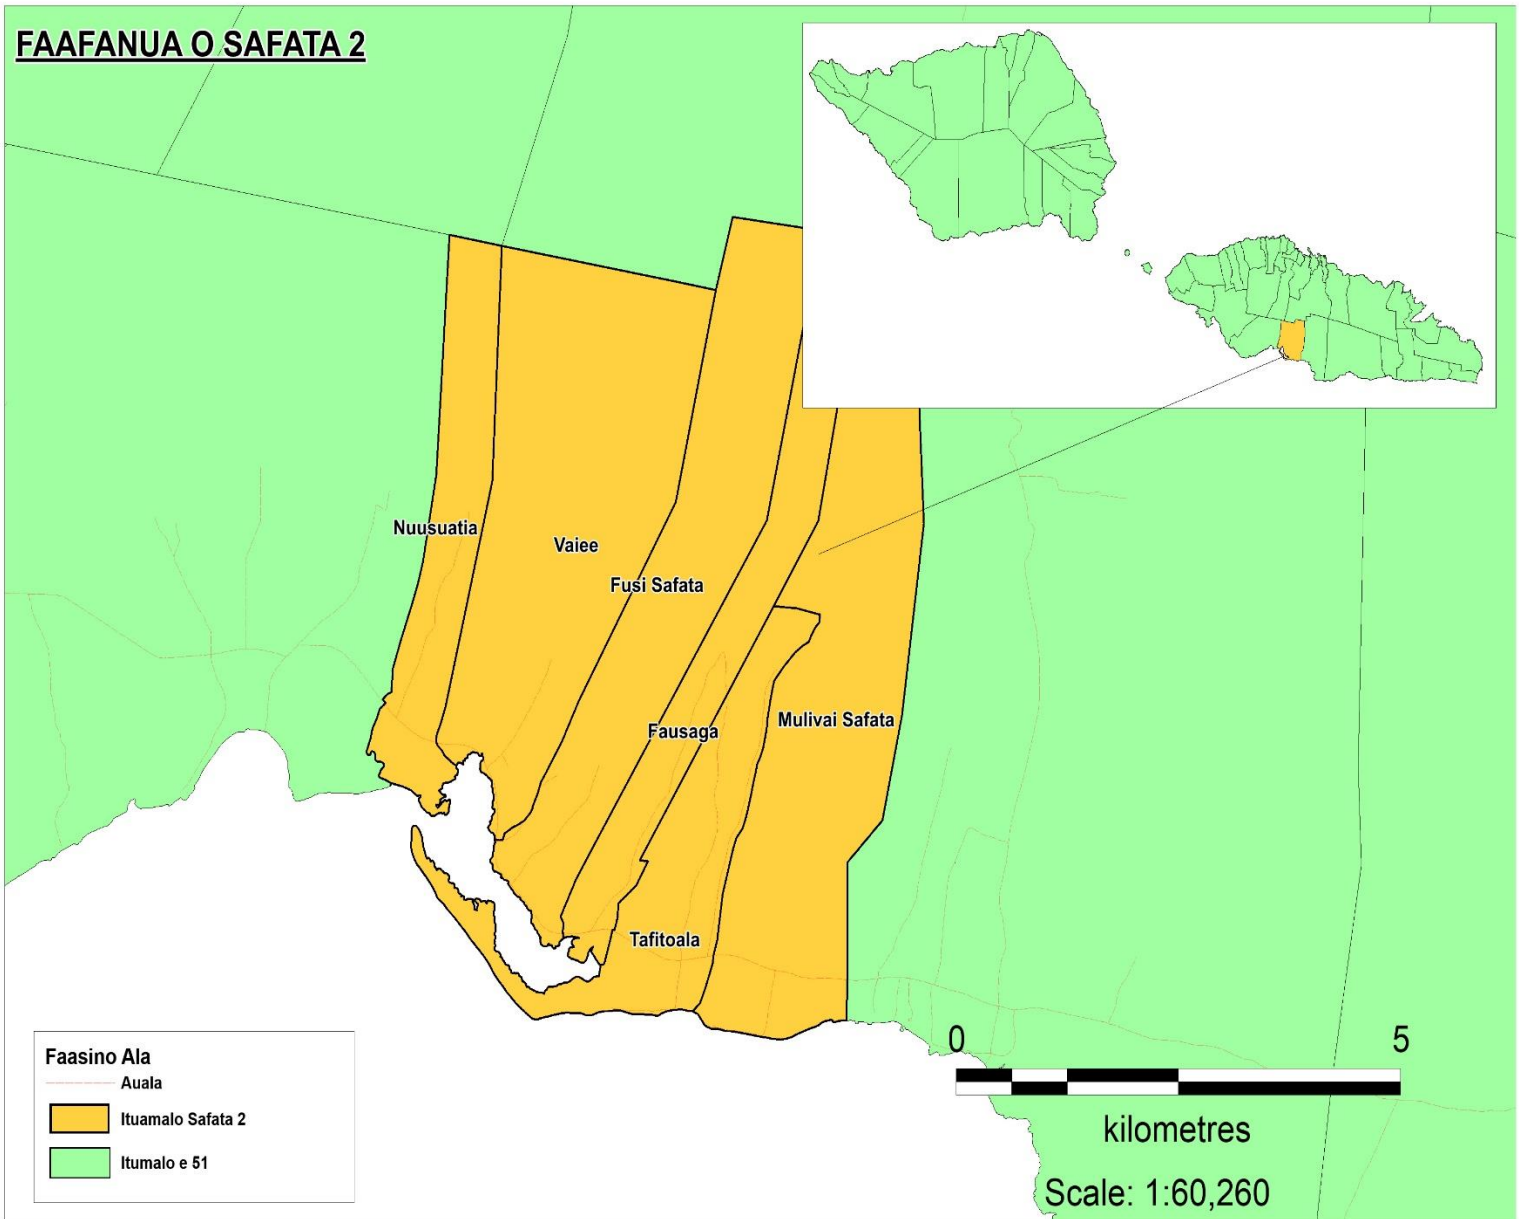 FAAFANUA O SAFATA 2
Nuusuatia
Vaiee
Fusi Safata
Fausaga
Mulivai Safata
Tafitoala
Faasino Ala
Auala
Ituamalo Safata 2
Itumalo e 51
0 5
kilometres
Scale: 1:60,260